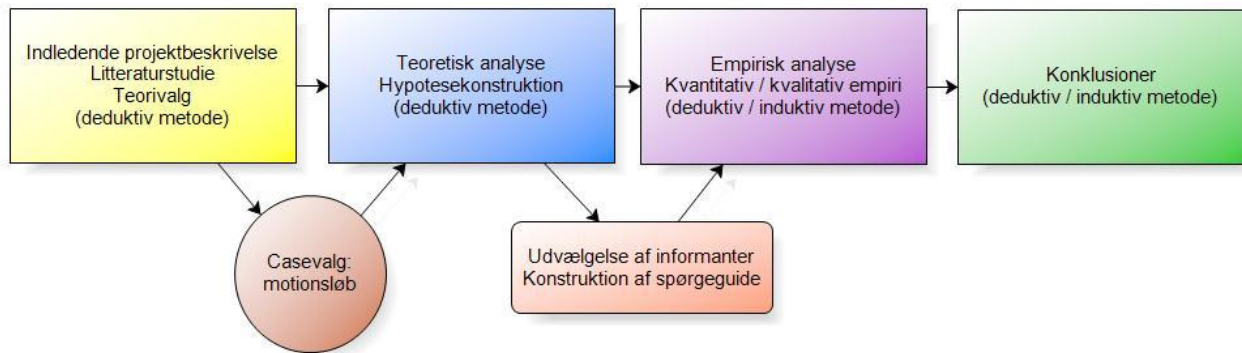 Indledende projektbeskrivelse
Litteraturstudie
Teorivalg
(deduktiv metode)
Teoretisk analyse
Hypotesekonstruktion
(deduktiv metode)
Empirisk analyse
Kvantitativ / kvalitativ empiri
(deduktiv / induktiv metode)
Konklusioner
(deduktiv / induktiv metode)
Casevalg:
motionsløb
Udvælgelse af informanter
Konstruktion af spørgeguide